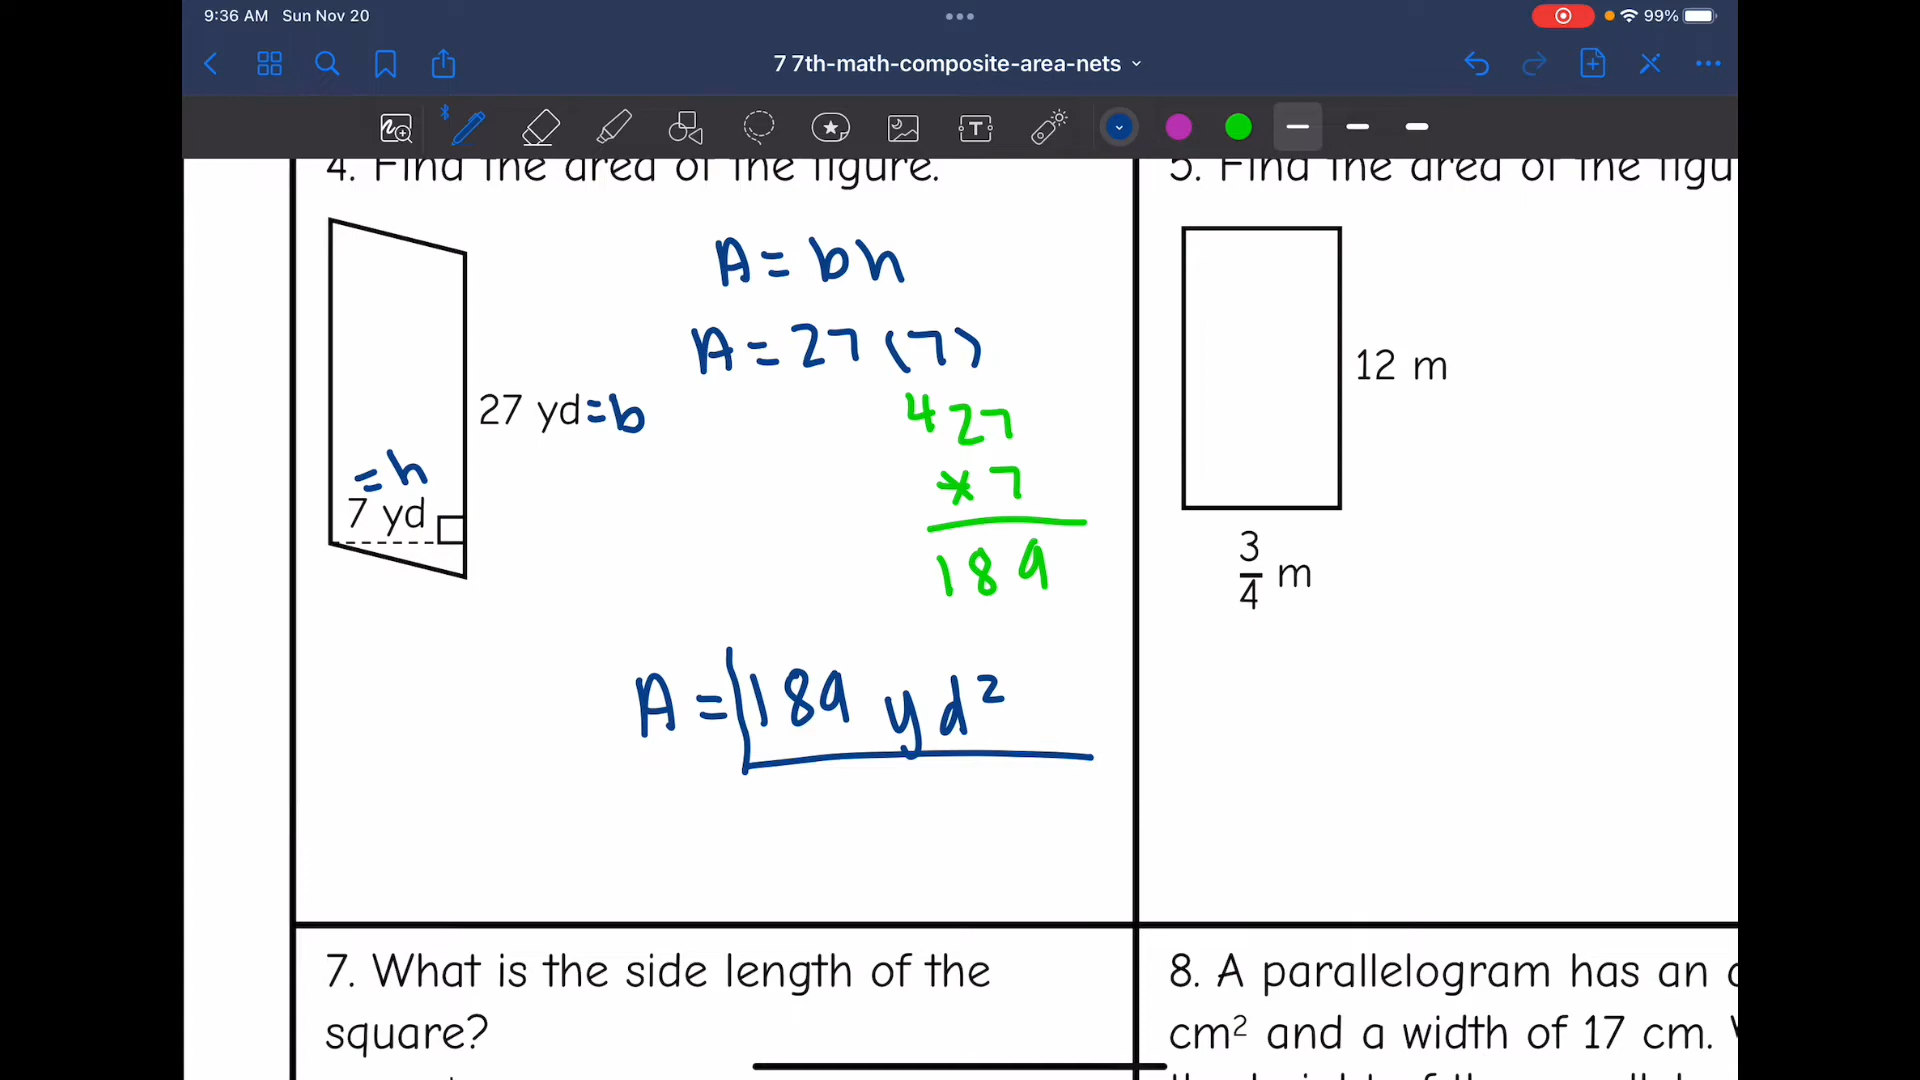 9:36 AM Sun Nov 20
99%
7 7th-math-composite-area-nets
4. Find the area of the figure.
A = bh
A = 27 (7)
27 yd = b
= h
7 yd
4 27
* 7
189
A = 189 yd²
5. Find the area of the figu
12 m
3/4 m
7. What is the side length of the
square?
8. A parallelogram has an
cm² and a width of 17 cm.